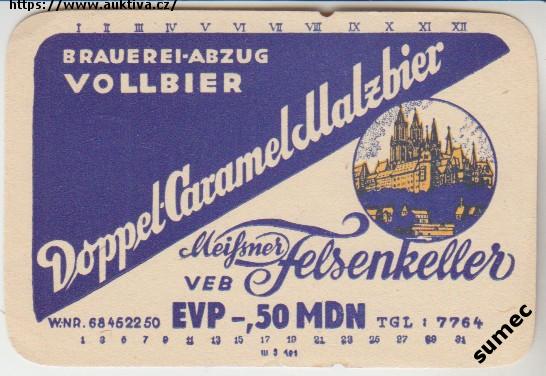 https://www.auktiva.cz/
I II III IV V VI VII VIII IX X XI XII
BRAUEREI-ABZUG
VOLLBIER
Doppel-Caramel Malzbier
Meißner
VEB Felsenkeller
W.NR. 68452250 EVP -,50 MDN TGL: 7764
1 3 5 7 9 11 13 15 17 19 21 23 25 27 29 31
sumec